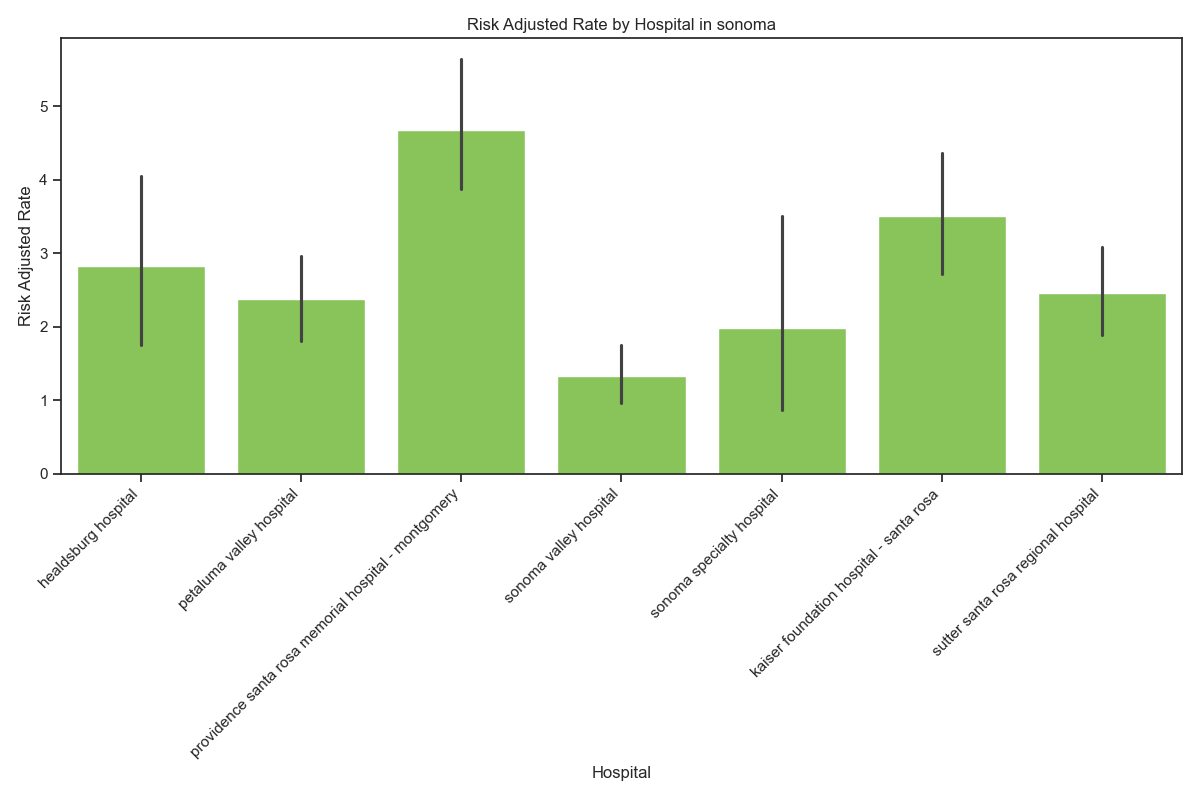 Risk Adjusted Rate by Hospital in sonoma
Risk Adjusted Rate
5
4
3
2
1
0
healdsburg hospital
petaluma valley hospital
providence santa rosa memorial hospital - montgomery
sonoma valley hospital
sonoma specialty hospital
kaiser foundation hospital - santa rosa
sutter santa rosa regional hospital
Hospital